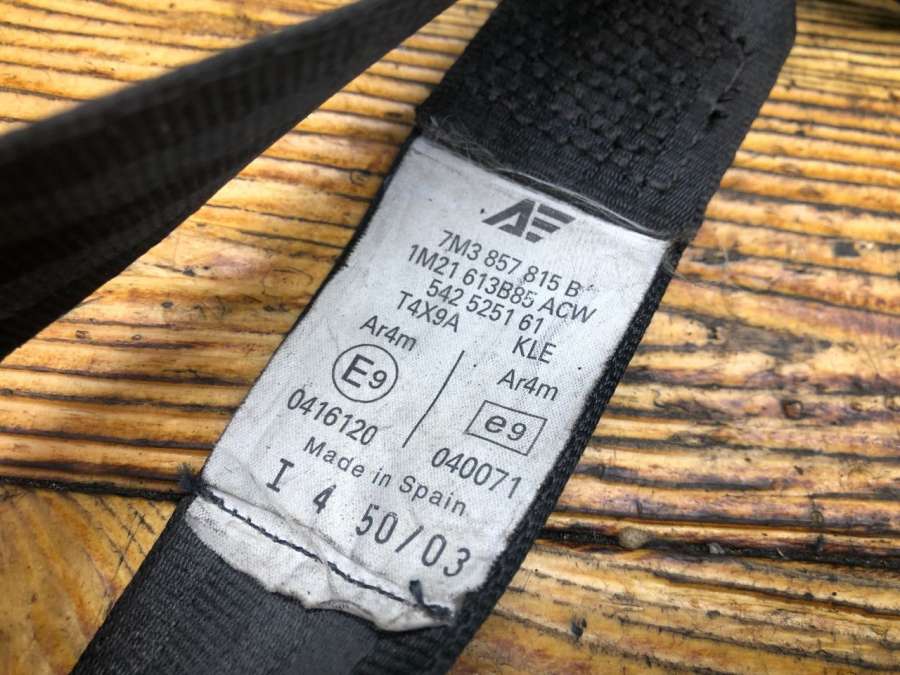 AE
7M3 857 815 B
1M21 613B85 ACW
542 5251 61
T4X9A KLE
Ar4m Ar4m
E9 e9
0416120 040071
Made in Spain
I 4 50/03